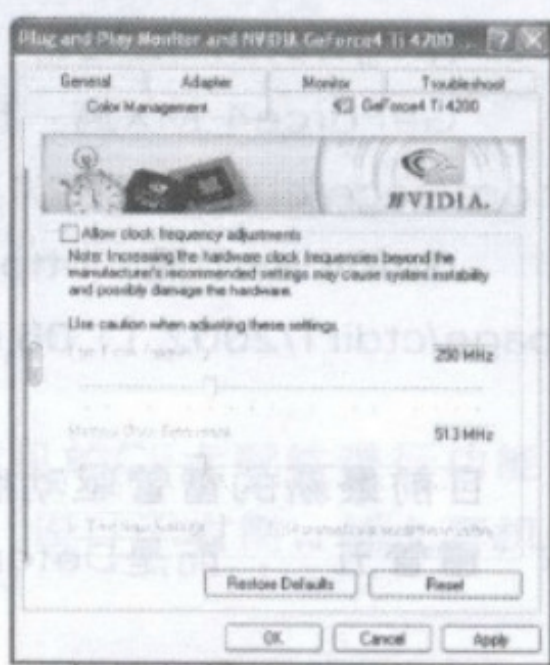 Plug and Play Monitor and NVIDIA GeForce4 Ti 4200 ...
General Adapter Monitor Troubleshoot
Color Management GeForce4 Ti 4200
NVIDIA.
Allow clock frequency adjustments
Note: Increasing the hardware clock frequencies beyond the
manufacturer's recommended settings may cause system instability
and possibly damage the hardware.
Use caution when adjusting these settings.
250 MHz
513 MHz
Restore Defaults Reset
OK Cancel Apply